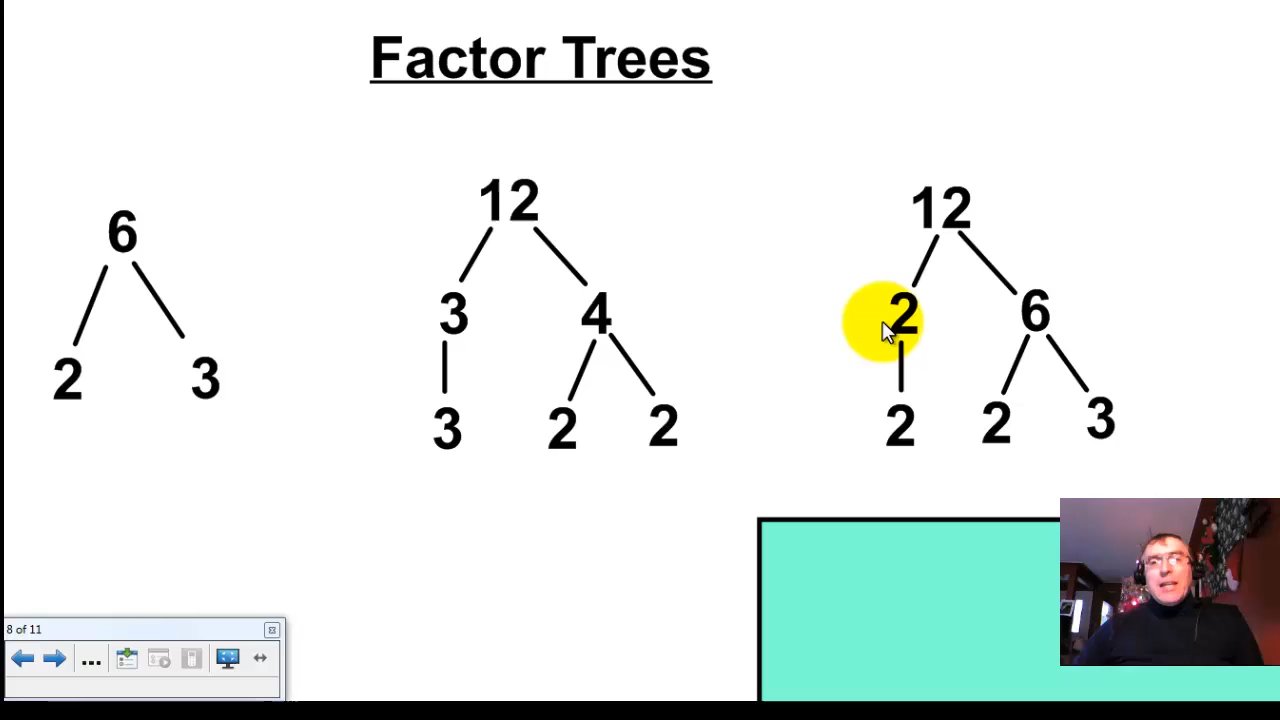 Factor Trees
6
2 3
12
3 4
3 2 2
12
2 6
2 2 3
8 of 11
...